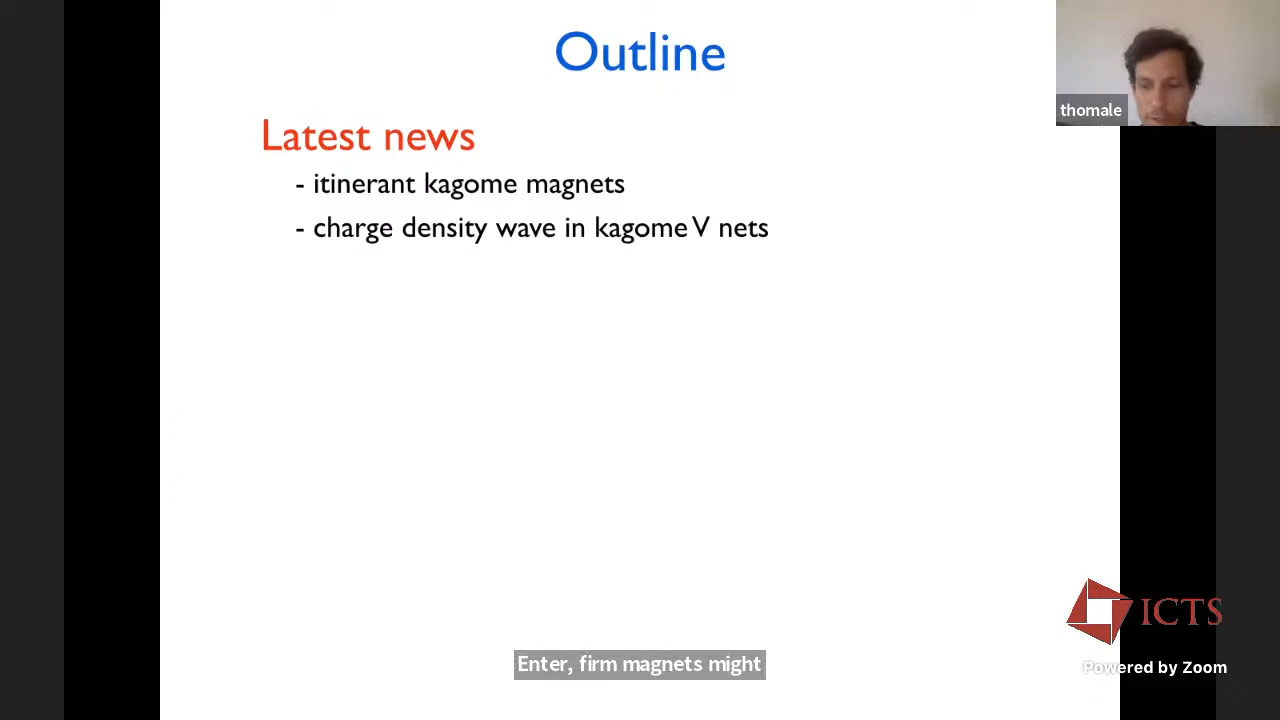 Outline
thomale
Latest news
- itinerant kagome magnets
- charge density wave in kagome V nets
ICTS
Enter, firm magnets might
Powered by Zoom